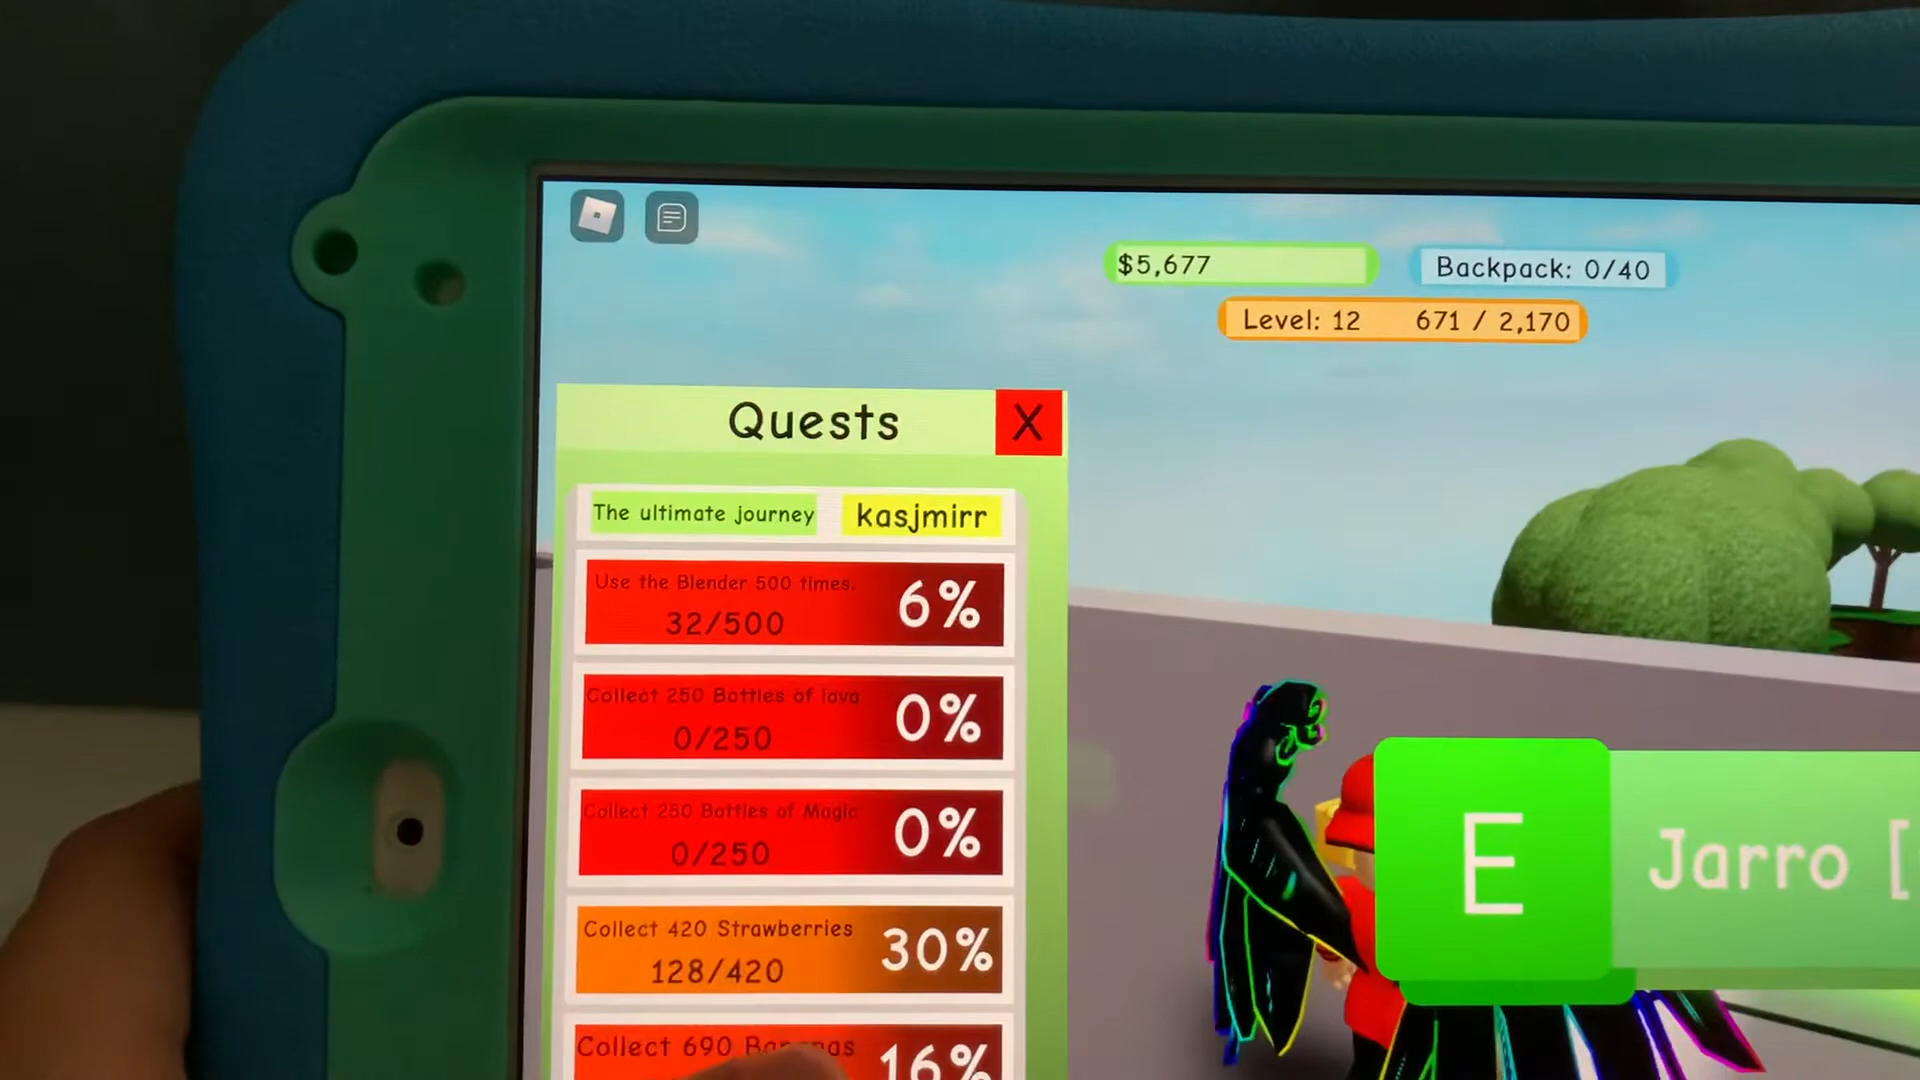 $5,677
Backpack: 0/40
Level: 12 671 / 2,170
Quests X
The ultimate journey kasjmirr
Use the Blender 500 times.
32/500
6%
Collect 250 Bottles of lava
0/250
0%
Collect 250 Bottles of Magic
0/250
0%
Collect 420 Strawberries
128/420
30%
Collect 690 Bananas
16%
E
Jarro [